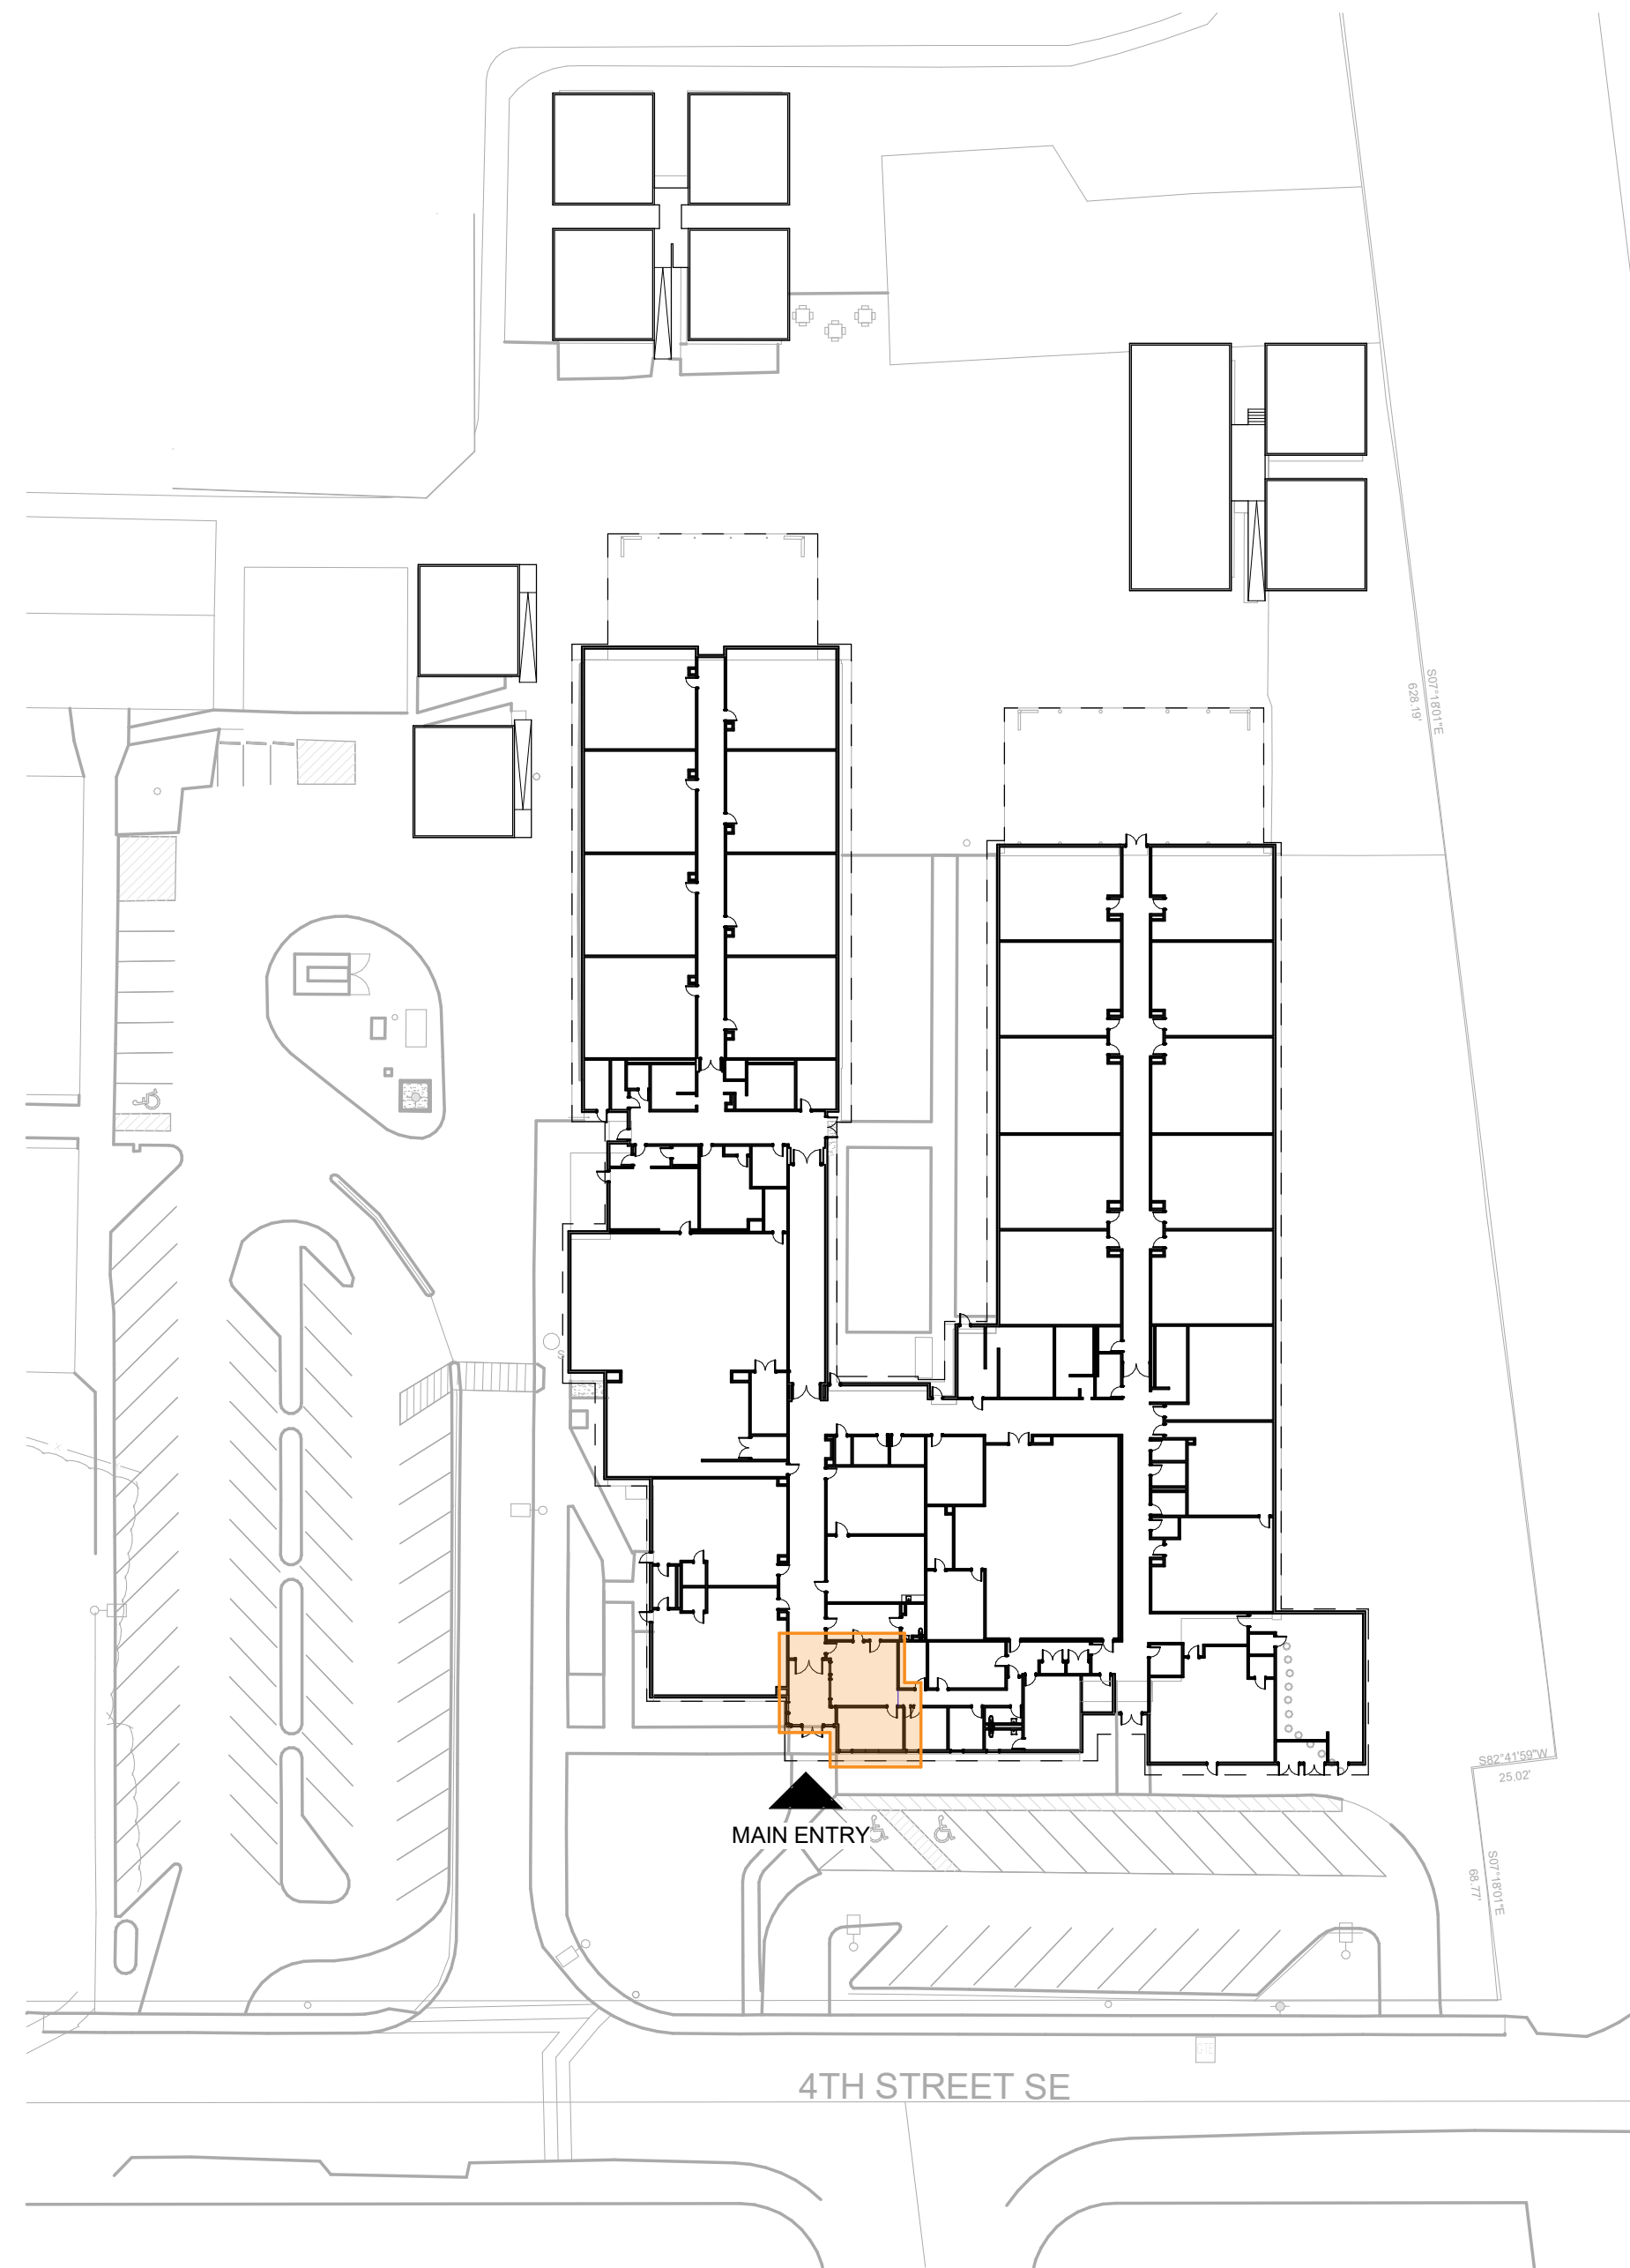 S07°18'01"E
628.19'
S
S82°41'59"W
25.02'
MAIN ENTRY
S07°18'01"E
68.77'
GTE
4TH STREET SE